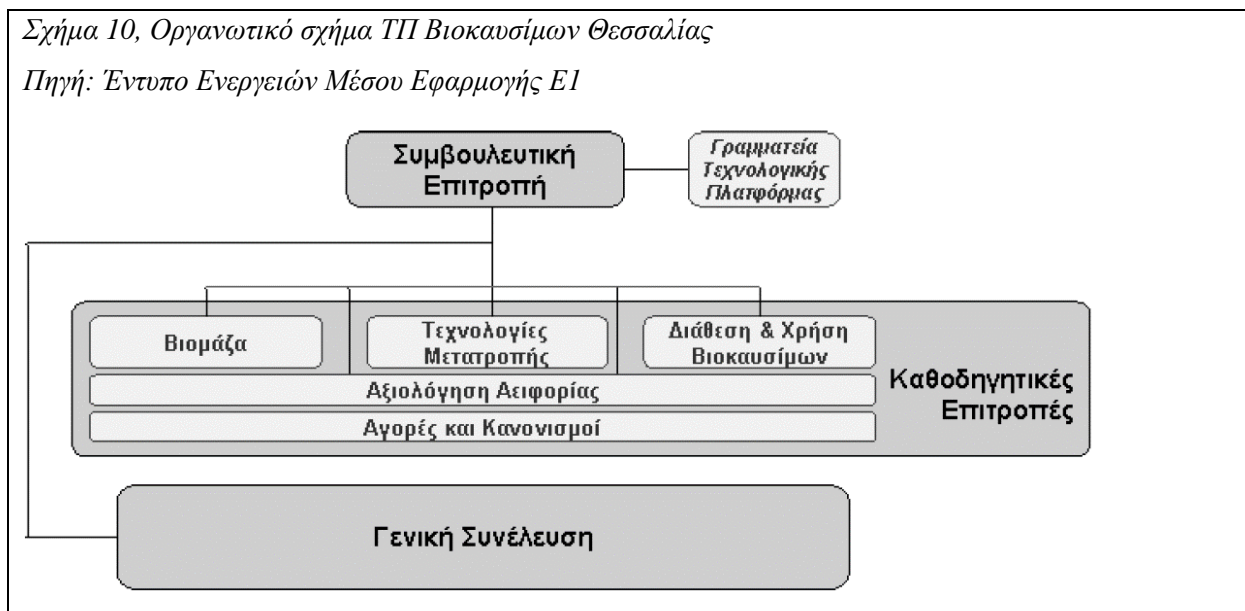 Σχήμα 10, Οργανωτικό σχήμα ΤΠ Βιοκαυσίμων Θεσσαλίας
Πηγή: Έντυπο Ενεργειών Μέσου Εφαρμογής Ε1
Συμβουλευτική
Επιτροπή
Γραμματεία
Τεχνολογικής
Πλατφόρμας
Βιομάζα
Τεχνολογίες
Μετατροπής
Διάθεση & Χρήση
Βιοκαυσίμων
Αξιολόγηση Αειφορίας
Αγορές και Κανονισμοί
Καθοδηγητικές
Επιτροπές
Γενική Συνέλευση